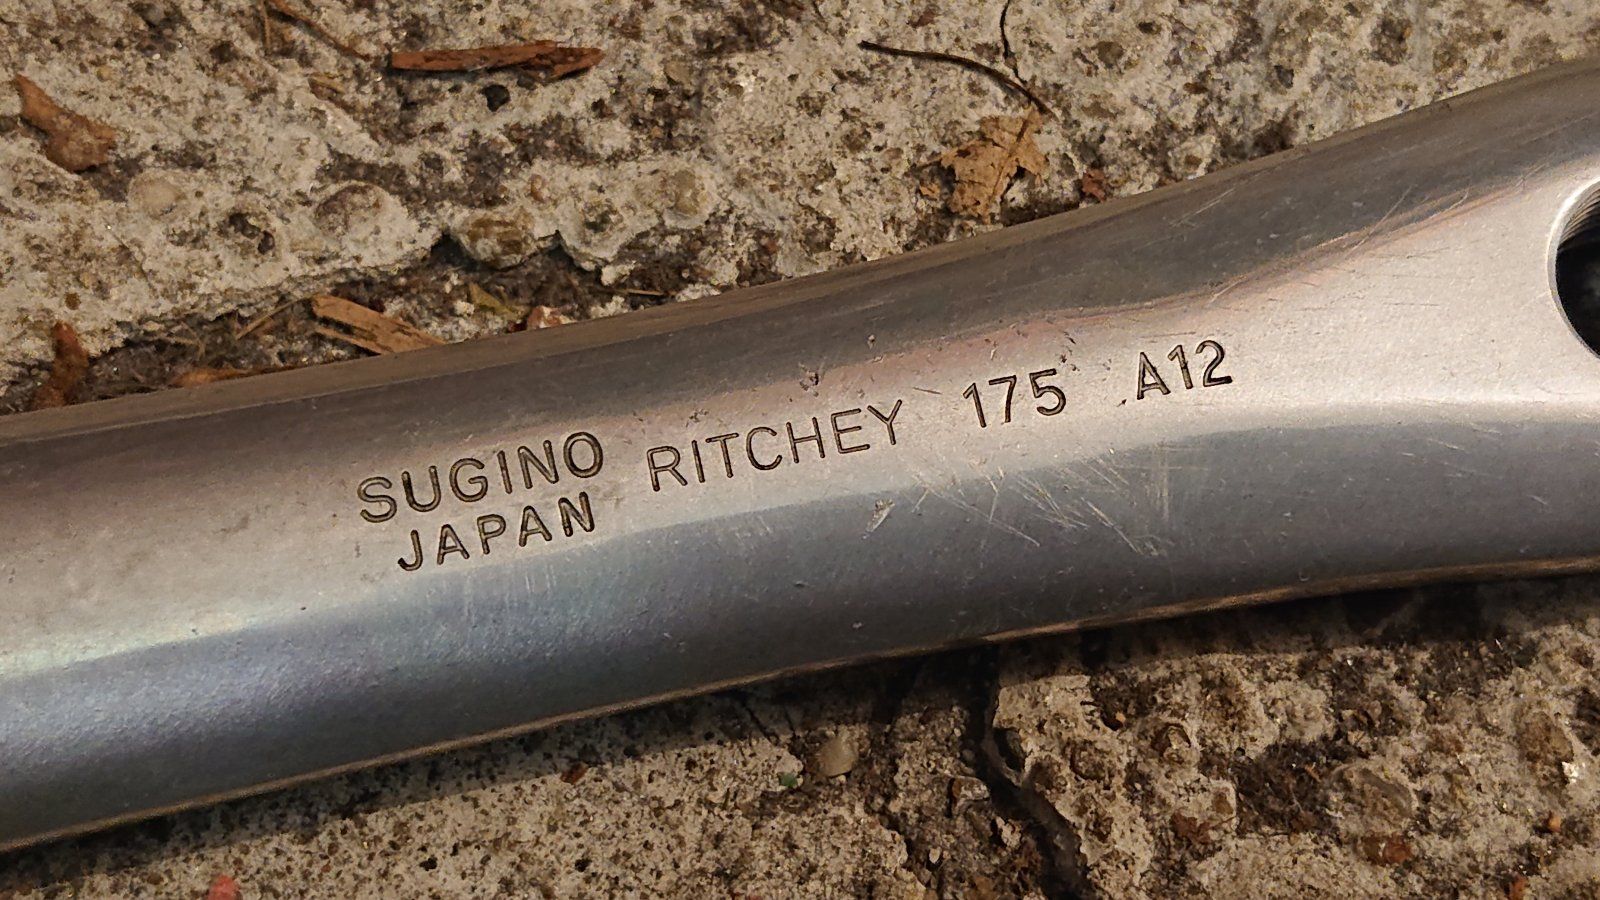 SUGINO RITCHEY 175 A12
JAPAN